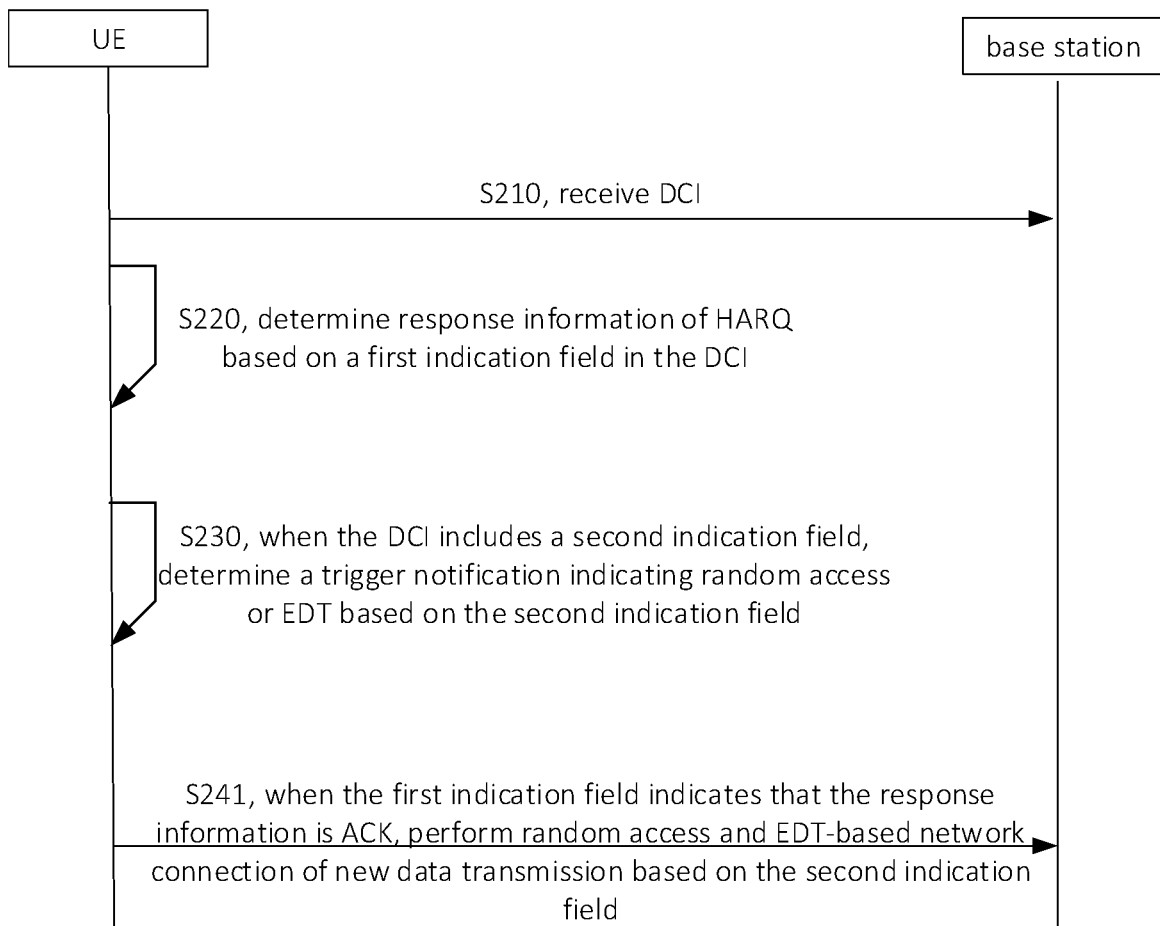 UE
base station
S210, receive DCI
S220, determine response information of HARQ
based on a first indication field in the DCI
S230, when the DCI includes a second indication field,
determine a trigger notification indicating random access
or EDT based on the second indication field
S241, when the first indication field indicates that the response
information is ACK, perform random access and EDT-based network
connection of new data transmission based on the second indication
field